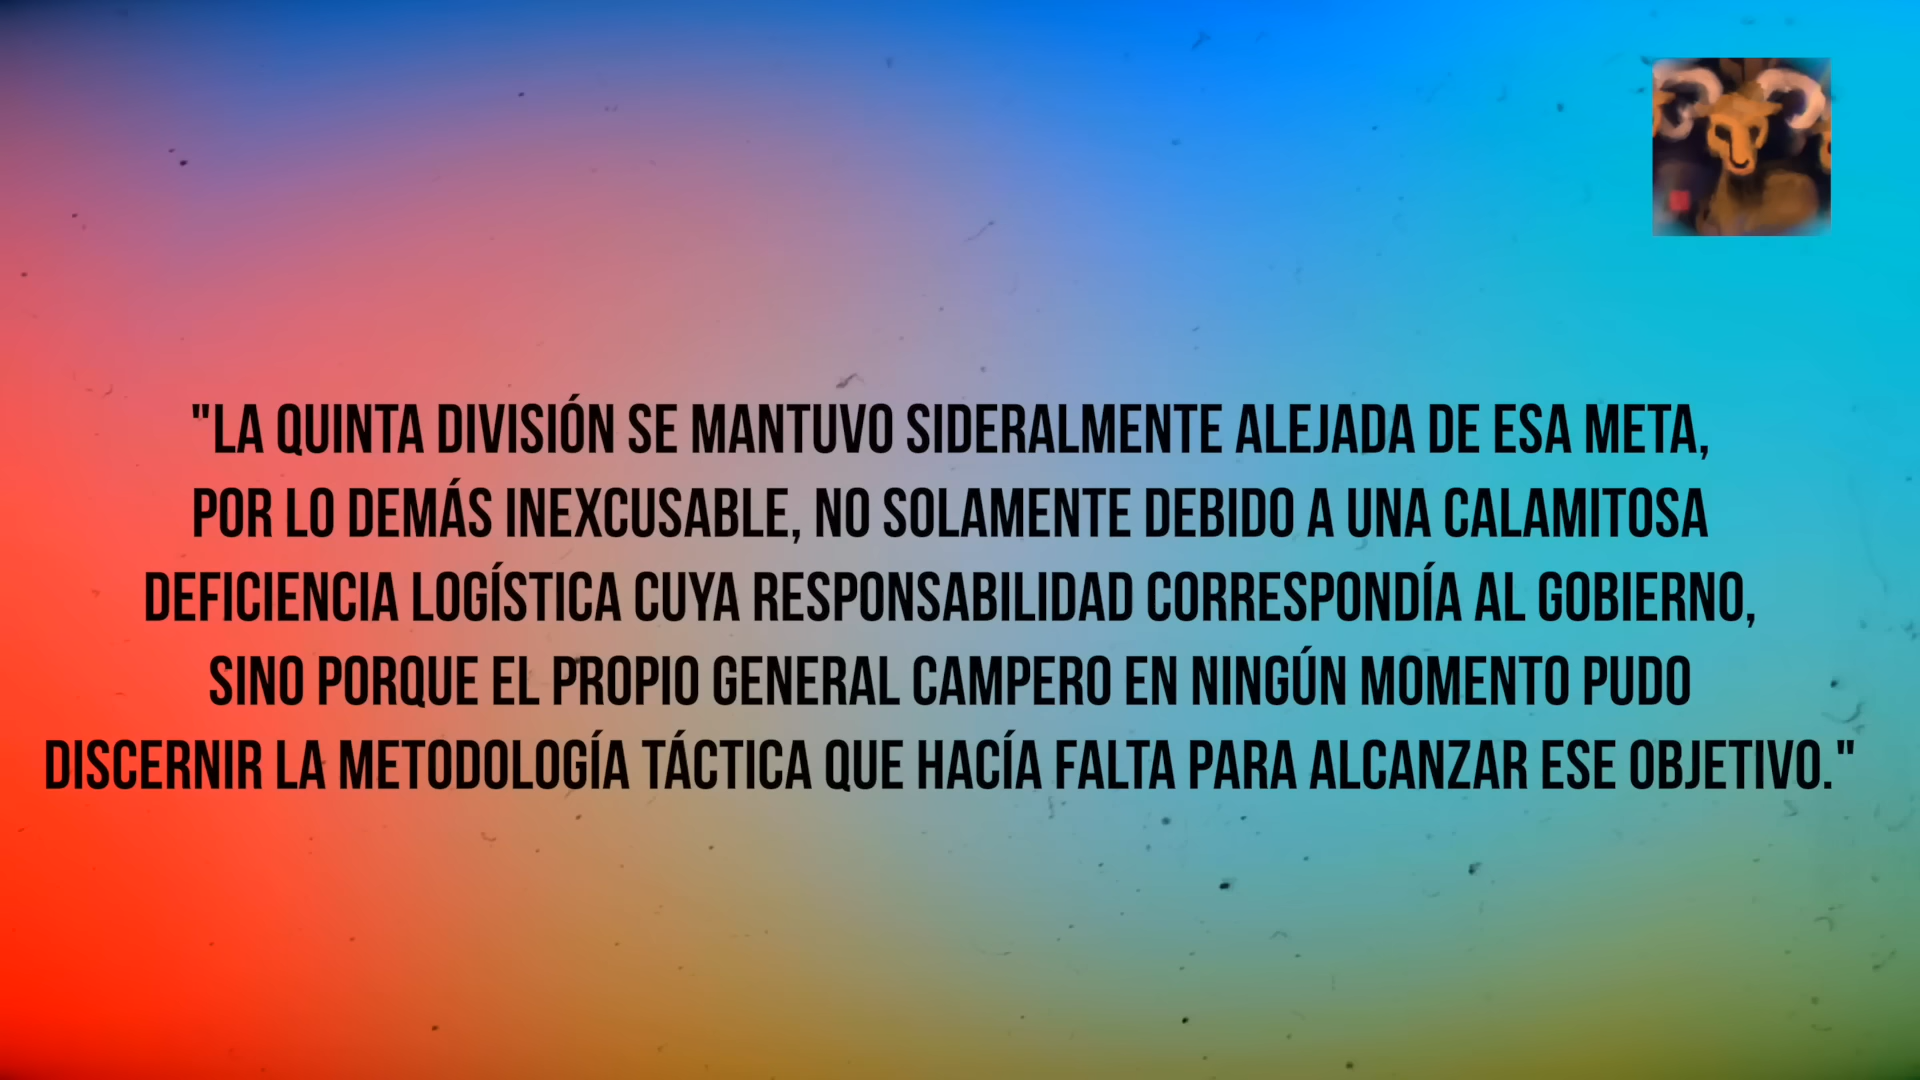 "LA QUINTA DIVISIÓN SE MANTUVO SIDERALMENTE ALEJADA DE ESA META,
POR LO DEMÁS INEXCUSABLE, NO SOLAMENTE DEBIDO A UNA CALAMITOSA
DEFICIENCIA LOGÍSTICA CUYA RESPONSABILIDAD CORRESPONDÍA AL GOBIERNO,
SINO PORQUE EL PROPIO GENERAL CAMPERO EN NINGÚN MOMENTO PUDO
DISCERNIR LA METODOLOGÍA TÁCTICA QUE HACÍA FALTA PARA ALCANZAR ESE OBJETIVO."